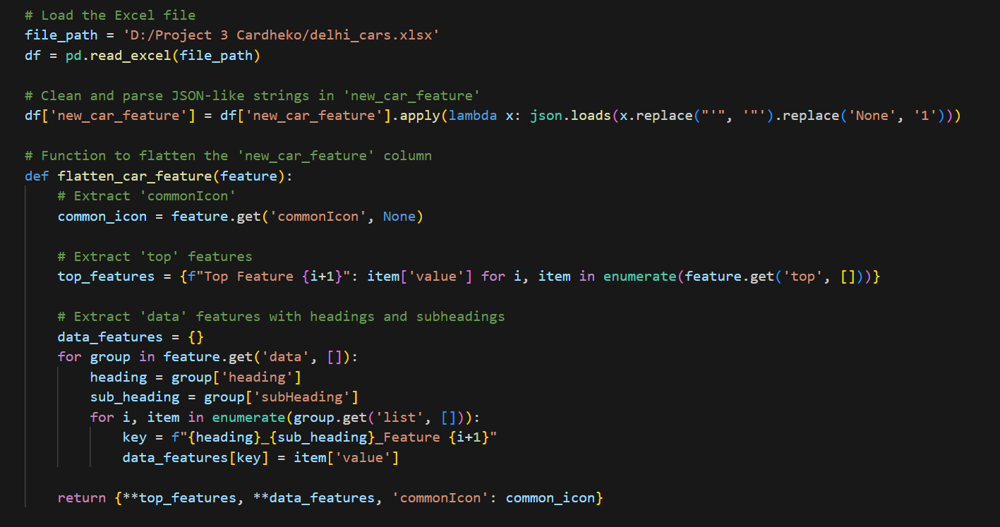 # Load the Excel file
file_path = 'D:/Project 3 Cardheko/delhi_cars.xlsx'
df = pd.read_excel(file_path)
# Clean and parse JSON-like strings in 'new_car_feature'
df['new_car_feature'] = df['new_car_feature'].apply(lambda x: json.loads(x.replace("'", '"').replace('None', '1')))
# Function to flatten the 'new_car_feature' column
def flatten_car_feature(feature):
    # Extract 'commonIcon'
    common_icon = feature.get('commonIcon', None)
    # Extract 'top' features
    top_features = {f"Top Feature {i+1}": item['value'] for i, item in enumerate(feature.get('top', []))}
    # Extract 'data' features with headings and subheadings
    data_features = {}
    for group in feature.get('data', []):
        heading = group['heading']
        sub_heading = group['subHeading']
        for i, item in enumerate(group.get('list', [])):
            key = f"{heading}_{sub_heading}_Feature {i+1}"
            data_features[key] = item['value']
    return {**top_features, **data_features, 'commonIcon': common_icon}